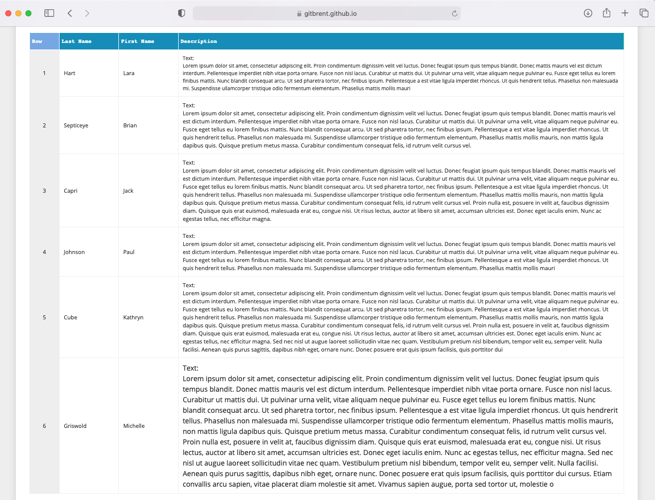 gitbrent.github.io
Row Last Name First Name Description
1 Hart Lara
Text:
Lorem ipsum dolor sit amet, consectetur adipiscing elit. Proin condimentum dignissim velit vel luctus. Donec feugiat ipsum quis tempus blandit. Donec mattis mauris vel est dictum
interdum. Pellentesque imperdiet nibh vitae porta ornare. Fusce non nisl lacus. Curabitur ut mattis dui. Ut pulvinar urna velit, vitae aliquam neque pulvinar eu. Fusce eget tellus eu lorem
finibus mattis. Nunc blandit consequat arcu. Ut sed pharetra tortor, nec finibus ipsum. Pellentesque a est vitae ligula imperdiet rhoncus. Ut quis hendrerit tellus. Phasellus non malesuada
mi. Suspendisse ullamcorper tristique odio fermentum elementum. Phasellus mattis mollis mauri
2 Septiceye Brian
Text:
Lorem ipsum dolor sit amet, consectetur adipiscing elit. Proin condimentum dignissim velit vel luctus. Donec feugiat ipsum quis tempus blandit. Donec mattis mauris vel
est dictum interdum. Pellentesque imperdiet nibh vitae porta ornare. Fusce non nisl lacus. Curabitur ut mattis dui. Ut pulvinar urna velit, vitae aliquam neque pulvinar eu.
Fusce eget tellus eu lorem finibus mattis. Nunc blandit consequat arcu. Ut sed pharetra tortor, nec finibus ipsum. Pellentesque a est vitae ligula imperdiet rhoncus. Ut
quis hendrerit tellus. Phasellus non malesuada mi. Suspendisse ullamcorper tristique odio fermentum elementum. Phasellus mattis mollis mauris, non mattis ligula
dapibus quis. Quisque pretium metus massa. Curabitur consequat felis, id rutrum velit cursus vel.
3 Capri Jack
Text:
Lorem ipsum dolor sit amet, consectetur adipiscing elit. Proin condimentum dignissim velit vel luctus. Donec feugiat ipsum quis tempus blandit. Donec mattis mauris vel
est dictum interdum. Pellentesque imperdiet nibh vitae porta ornare. Fusce non nisl lacus. Curabitur ut mattis dui. Ut pulvinar urna velit, vitae aliquam neque pulvinar eu.
Fusce eget tellus eu lorem finibus mattis. Nunc blandit consequat arcu. Ut sed pharetra tortor, nec finibus ipsum. Pellentesque a est vitae ligula imperdiet rhoncus. Ut
quis hendrerit tellus. Phasellus non malesuada mi. Suspendisse ullamcorper tristique odio fermentum elementum. Phasellus mattis mollis mauris, non mattis ligula
dapibus quis. Quisque pretium metus massa. Curabitur consequat felis, id rutrum velit cursus vel. Proin nulla est, posuere in velit at, faucibus dignissim
diam. Quisque quis erat euismod, malesuada erat eu, congue nisi. Ut risus lectus, auctor at libero sit amet, accumsan ultricies est. Donec eget iaculis enim. Nunc ac
egestas tellus, nec efficitur magna.
4 Johnson Paul
Text:
Lorem ipsum dolor sit amet, consectetur adipiscing elit. Proin condimentum dignissim velit vel luctus. Donec feugiat ipsum quis tempus blandit. Donec mattis mauris vel
est dictum interdum. Pellentesque imperdiet nibh vitae porta ornare. Fusce non nisl lacus. Curabitur ut mattis dui. Ut pulvinar urna velit, vitae aliquam neque pulvinar eu.
Fusce eget tellus eu lorem finibus mattis. Nunc blandit consequat arcu. Ut sed pharetra tortor, nec finibus ipsum. Pellentesque a est vitae ligula imperdiet rhoncus. Ut
quis hendrerit tellus. Phasellus non malesuada mi. Suspendisse ullamcorper tristique odio fermentum elementum. Phasellus mattis mollis mauri
5 Cube Kathryn
Text:
Lorem ipsum dolor sit amet, consectetur adipiscing elit. Proin condimentum dignissim velit vel luctus. Donec feugiat ipsum quis tempus blandit. Donec mattis mauris vel
est dictum interdum. Pellentesque imperdiet nibh vitae porta ornare. Fusce non nisl lacus. Curabitur ut mattis dui. Ut pulvinar urna velit, vitae aliquam neque pulvinar eu.
Fusce eget tellus eu lorem finibus mattis. Nunc blandit consequat arcu. Ut sed pharetra tortor, nec finibus ipsum. Pellentesque a est vitae ligula imperdiet rhoncus. Ut
quis hendrerit tellus. Phasellus non malesuada mi. Suspendisse ullamcorper tristique odio fermentum elementum. Phasellus mattis mollis mauris, non mattis ligula
dapibus quis. Quisque pretium metus massa. Curabitur consequat felis, id rutrum velit cursus vel. Proin nulla est, posuere in velit at, faucibus dignissim
diam. Quisque quis erat euismod, malesuada erat eu, congue nisi. Ut risus lectus, auctor at libero sit amet, accumsan ultricies est. Donec eget iaculis enim. Nunc ac
egestas tellus, nec efficitur magna. Sed nec nisl ut augue laoreet sollicitudin vitae nec quam. Vestibulum pretium nisl bibendum, tempor velit eu, semper velit. Nulla
facilisi. Aenean quis purus sagittis, dapibus nibh eget, ornare nunc. Donec posuere erat quis ipsum facilisis, quis porttitor dui
6 Griswold Michelle
Text:
Lorem ipsum dolor sit amet, consectetur adipiscing elit. Proin condimentum dignissim velit vel luctus. Donec feugiat ipsum quis
tempus blandit. Donec mattis mauris vel est dictum interdum. Pellentesque imperdiet nibh vitae porta ornare. Fusce non nisl lacus.
Curabitur ut mattis dui. Ut pulvinar urna velit, vitae aliquam neque pulvinar eu. Fusce eget tellus eu lorem finibus mattis. Nunc
blandit consequat arcu. Ut sed pharetra tortor, nec finibus ipsum. Pellentesque a est vitae ligula imperdiet rhoncus. Ut quis hendrerit
tellus. Phasellus non malesuada mi. Suspendisse ullamcorper tristique odio fermentum elementum. Phasellus mattis mollis mauris,
non mattis ligula dapibus quis. Quisque pretium metus massa. Curabitur consequat felis, id rutrum velit cursus vel.
Proin nulla est, posuere in velit at, faucibus dignissim diam. Quisque quis erat euismod, malesuada erat eu, congue nisi. Ut risus
lectus, auctor at libero sit amet, accumsan ultricies est. Donec eget iaculis enim. Nunc ac egestas tellus, nec efficitur magna. Sed nec
nisl ut augue laoreet sollicitudin vitae nec quam. Vestibulum pretium nisl bibendum, tempor velit eu, semper velit. Nulla facilisi.
Aenean quis purus sagittis, dapibus nibh eget, ornare nunc. Donec posuere erat quis ipsum facilisis, quis porttitor dui cursus. Etiam
convallis arcu sapien, vitae placerat diam molestie sit amet. Vivamus sapien augue, porta sed tortor ut, molestie o